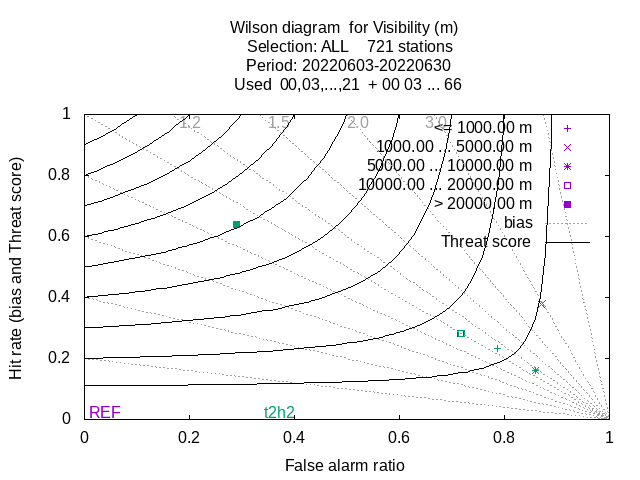 Wilson diagram  for Visibility (m)
Selection: ALL    721 stations
Period: 20220603-20220630
Used  00,03,...,21  + 00 03 ... 66
1.2 1.5 2.0 3.0
<= 1000.00 m
1000.00 ... 5000.00 m
5000.00 ... 10000.00 m
10000.00 ... 20000.00 m
> 20000.00 m
bias
Threat score
Hit rate (bias and Threat score)
1
0.8
0.6
0.4
0.2
0
REF t2h2
0 0.2 0.4 0.6 0.8 1
False alarm ratio